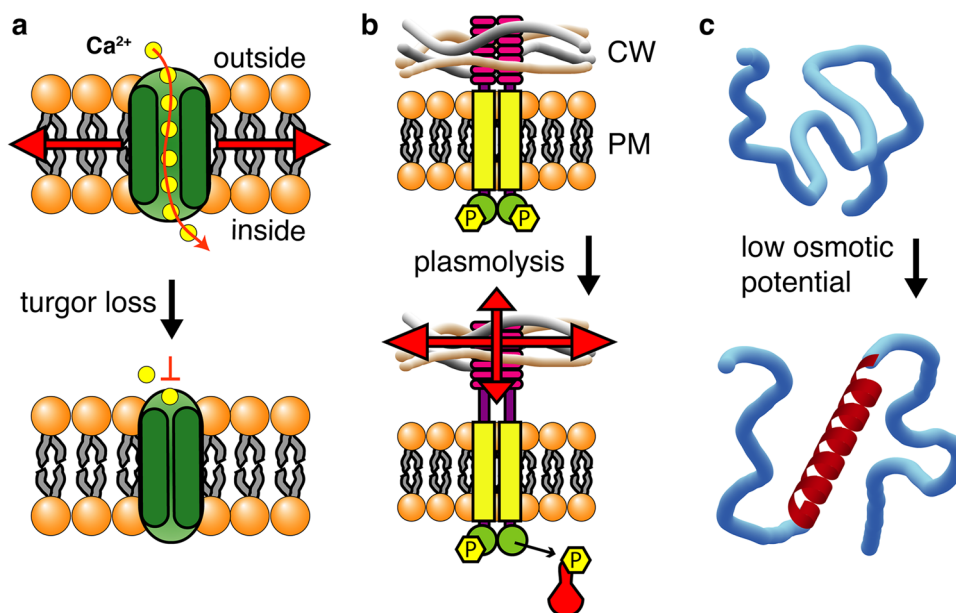 a
Ca²⁺
outside
inside
turgor loss
b
CW
PM
P P
plasmolysis
P
P
c
low osmotic
potential